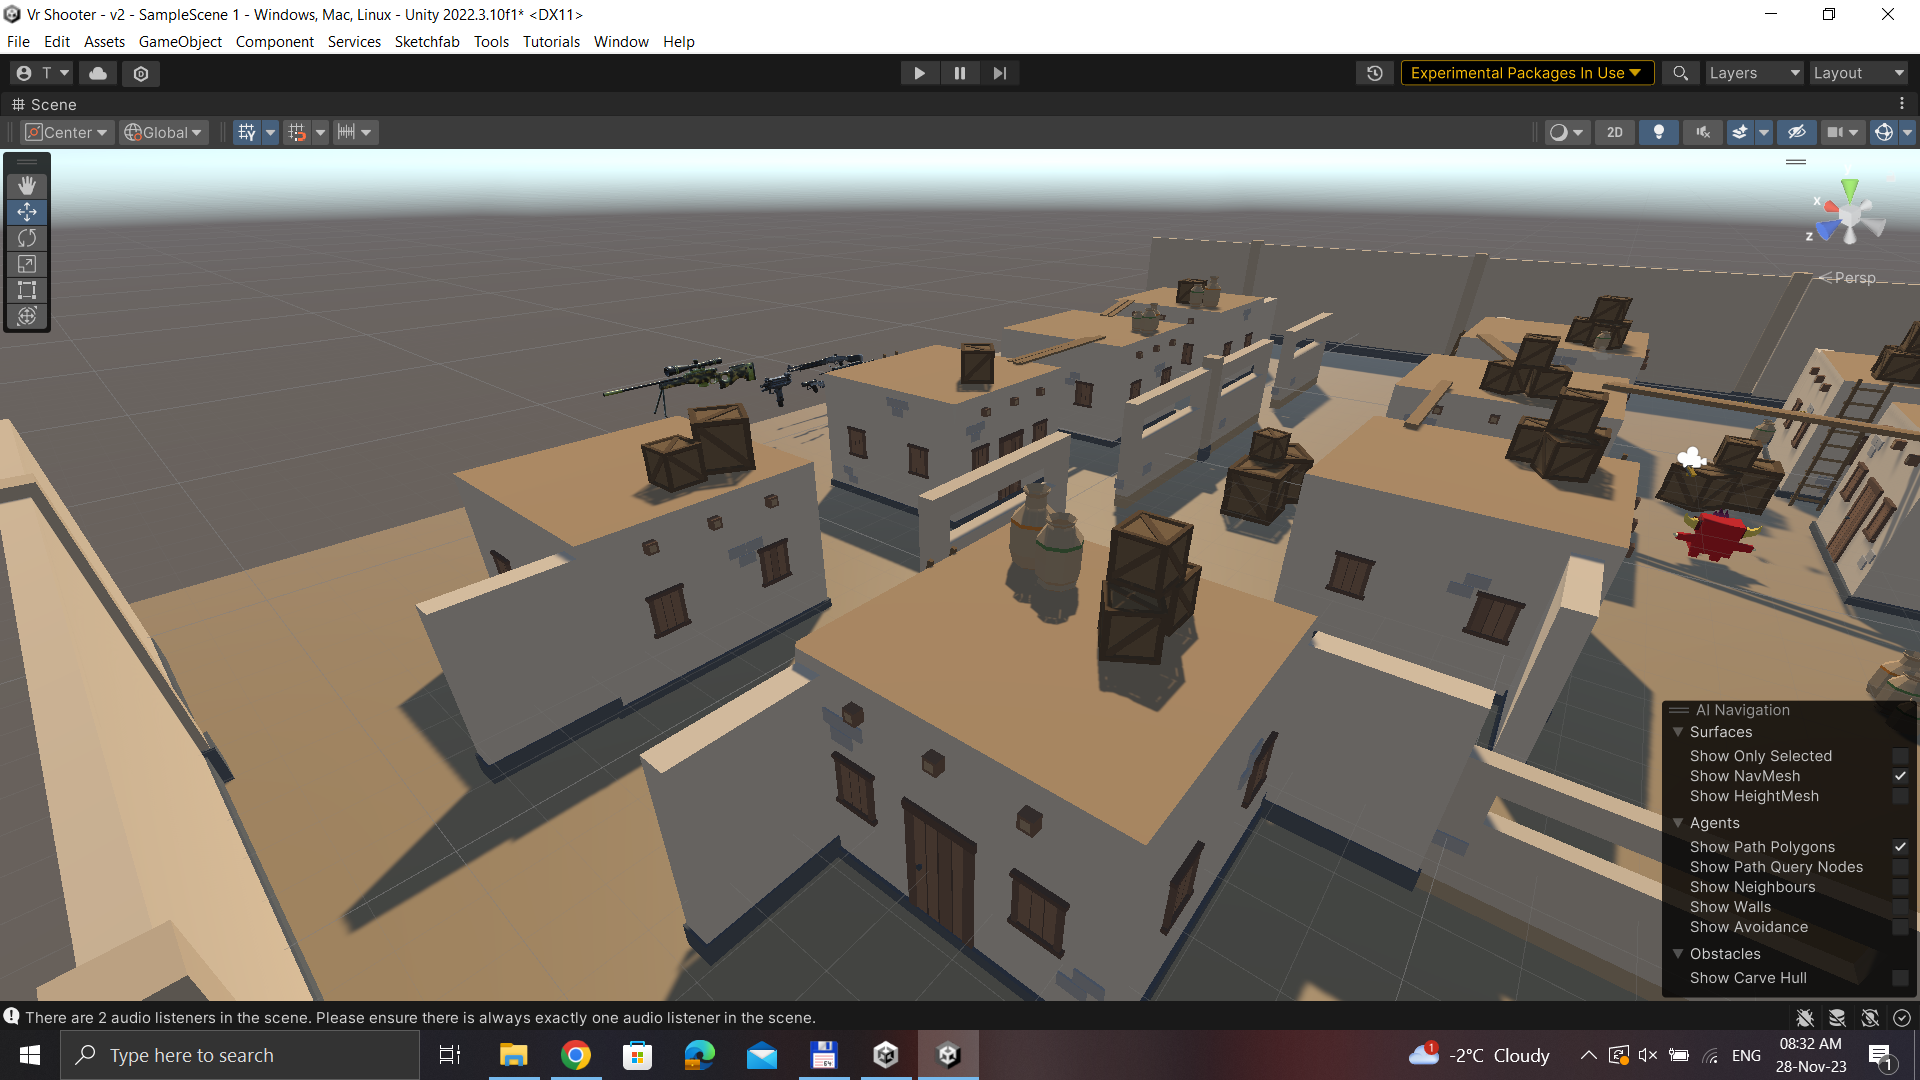 Vr Shooter - v2 - SampleScene 1 - Windows, Mac, Linux - Unity 2022.3.10f1* <DX11>
File Edit Assets GameObject Component Services Sketchfab Tools Tutorials Window Help
T Experimental Packages In Use Layers Layout
Scene
Center Global 2D
x
z
Persp
AI Navigation
Surfaces
Show Only Selected
Show NavMesh
Show HeightMesh
Agents
Show Path Polygons
Show Path Query Nodes
Show Neighbours
Show Walls
Show Avoidance
Obstacles
Show Carve Hull
There are 2 audio listeners in the scene. Please ensure there is always exactly one audio listener in the scene.
Type here to search
64
1
-2°C Cloudy
ENG
08:32 AM
28-Nov-23
1